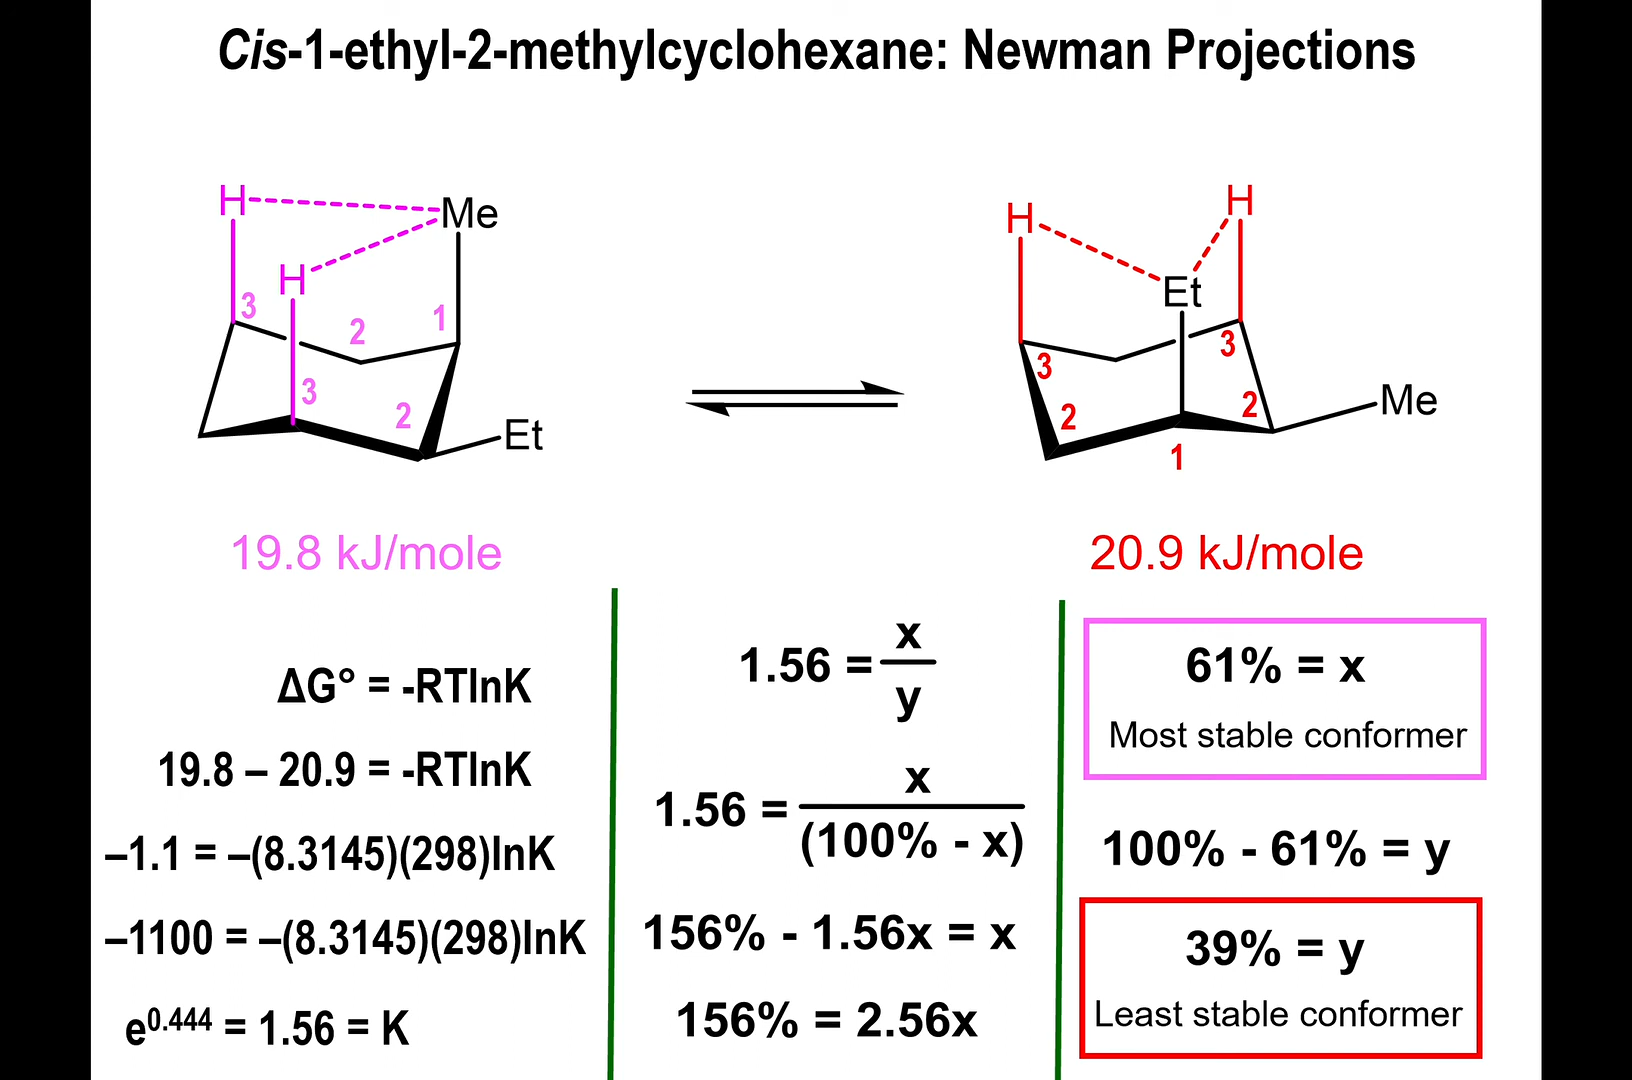 Cis-1-ethyl-2-methylcyclohexane: Newman Projections
H
Me
H
3
2
1
3
2
Et
H
H
Et
3
3
2
2
Me
1
19.8 kJ/mole
20.9 kJ/mole
ΔG° = -RTlnK
19.8 – 20.9 = -RTlnK
–1.1 = –(8.3145)(298)lnK
–1100 = –(8.3145)(298)lnK
e^0.444 = 1.56 = K
1.56 = x/y
1.56 = x/(100% - x)
156% - 1.56x = x
156% = 2.56x
61% = x
Most stable conformer
100% - 61% = y
39% = y
Least stable conformer